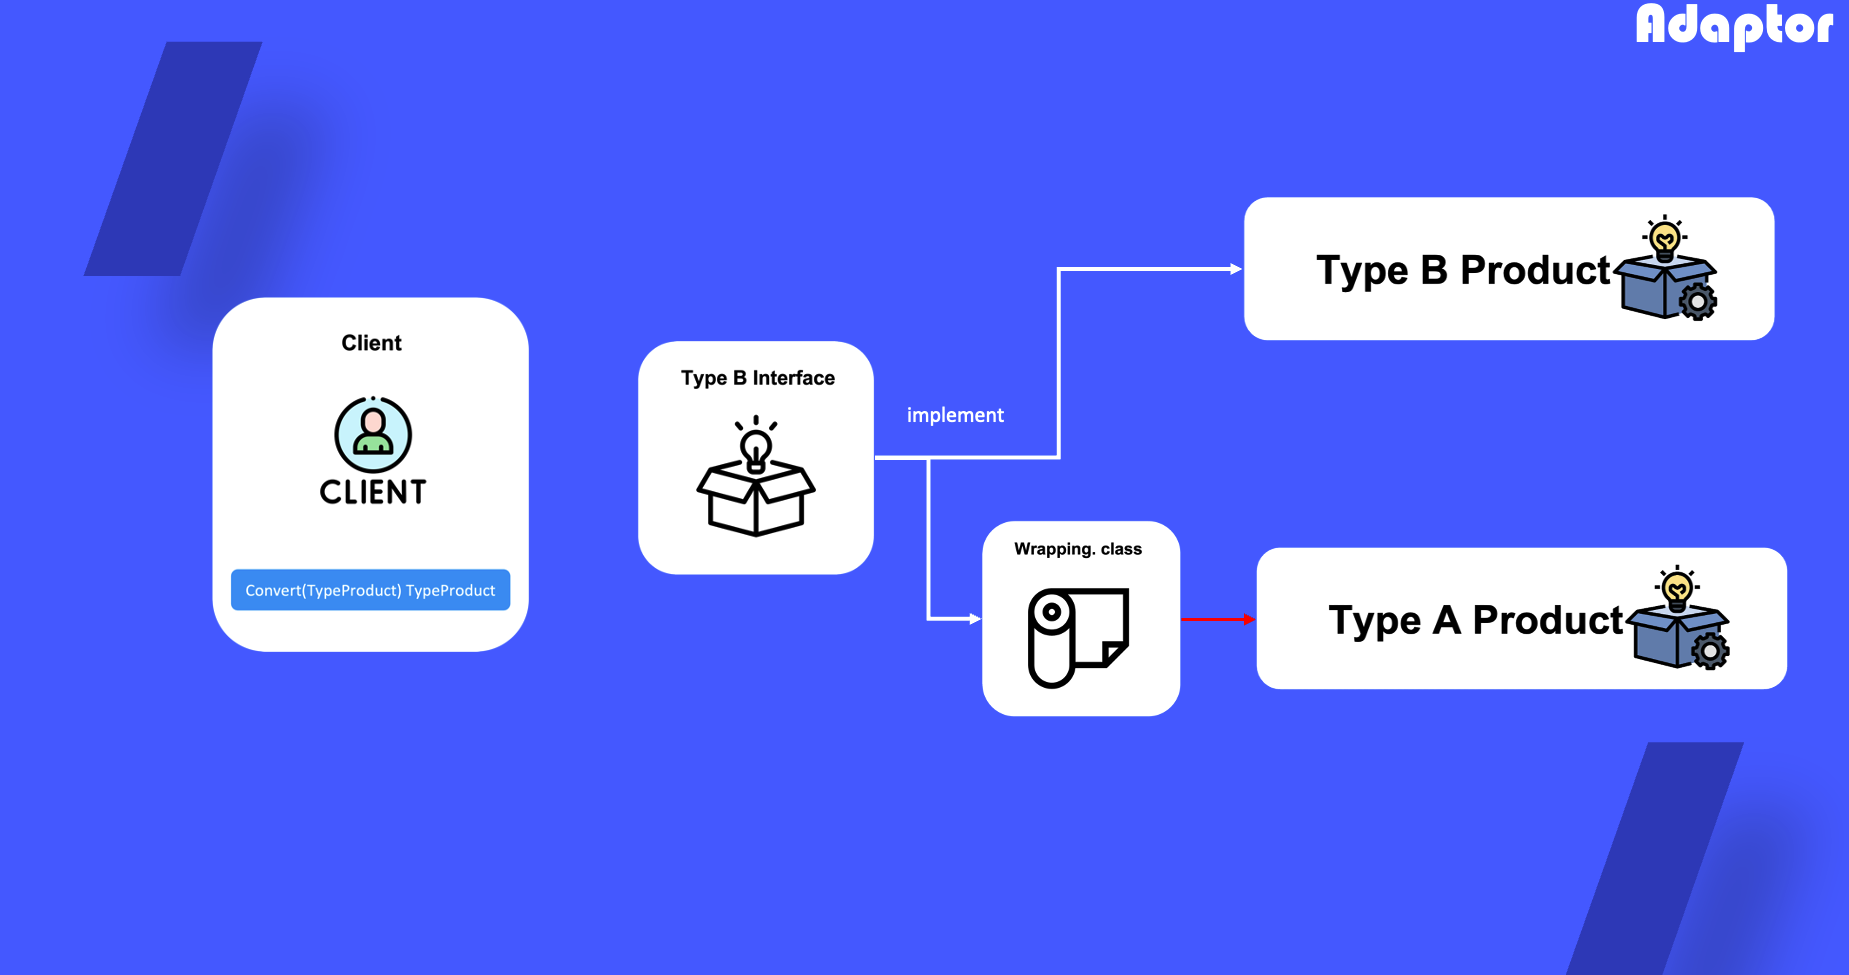 Adaptor
Client
CLIENT
Convert(TypeProduct) TypeProduct
Type B Interface
implement
Wrapping. class
Type B Product
Type A Product